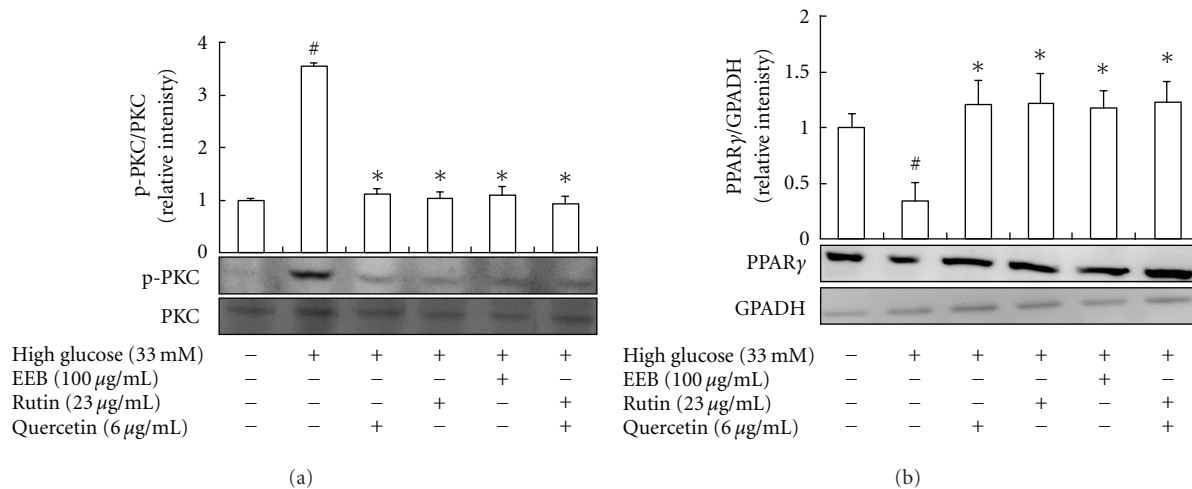 4
3
2
1
0
p-PKC/PKC
(relative intenisty)
#
*
*
*
*
p-PKC
PKC
High glucose (33 mM) − + + + + +
EEB (100 µg/mL) − − − − + −
Rutin (23 µg/mL) − − − + − +
Quercetin (6 µg/mL) − − + − − +
(a)
2
1.5
1
0.5
0
PPARγ/GPADH
(relative intensity)
#
*
*
*
*
PPARγ
GPADH
High glucose (33 mM) − + + + + +
EEB (100 µg/mL) − − − − + −
Rutin (23 µg/mL) − − − + − +
Quercetin (6 µg/mL) − − + − − +
(b)